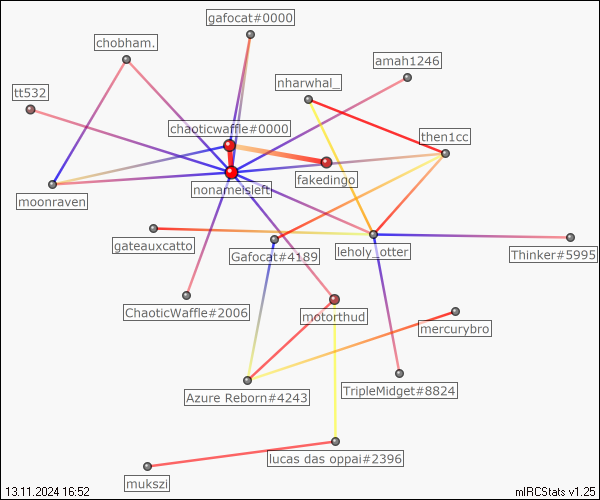 gafocat#0000
chobham.
nharwhal_
amah1246
tt532
chaoticwaffle#0000
then1cc
fakedingo
nonameisleft
moonraven
gateauxcatto
Gafocat#4189
leholy_otter
Thinker#5995
ChaoticWaffle#2006
motorthud
mercurybro
Azure Reborn#4243
TripleMidget#8824
lucas das oppai#2396
mukszi
13.11.2024 16:52
mIRCStats v1.25